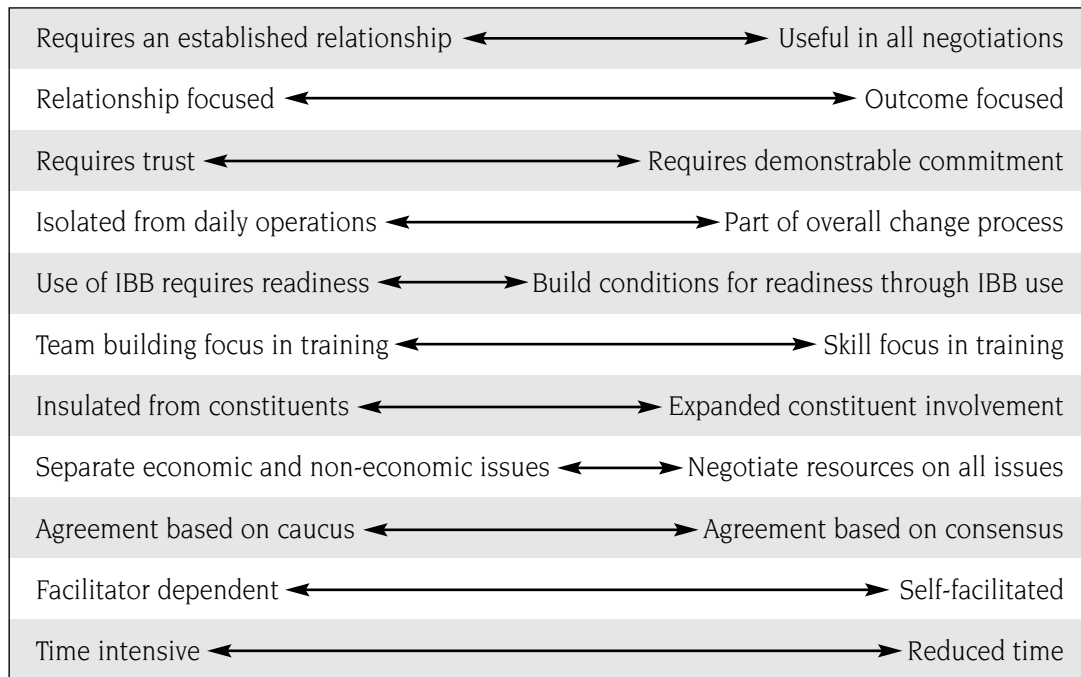 Requires an established relationship Useful in all negotiations
Relationship focused Outcome focused
Requires trust Requires demonstrable commitment
Isolated from daily operations Part of overall change process
Use of IBB requires readiness Build conditions for readiness through IBB use
Team building focus in training Skill focus in training
Insulated from constituents Expanded constituent involvement
Separate economic and non-economic issues Negotiate resources on all issues
Agreement based on caucus Agreement based on consensus
Facilitator dependent Self-facilitated
Time intensive Reduced time